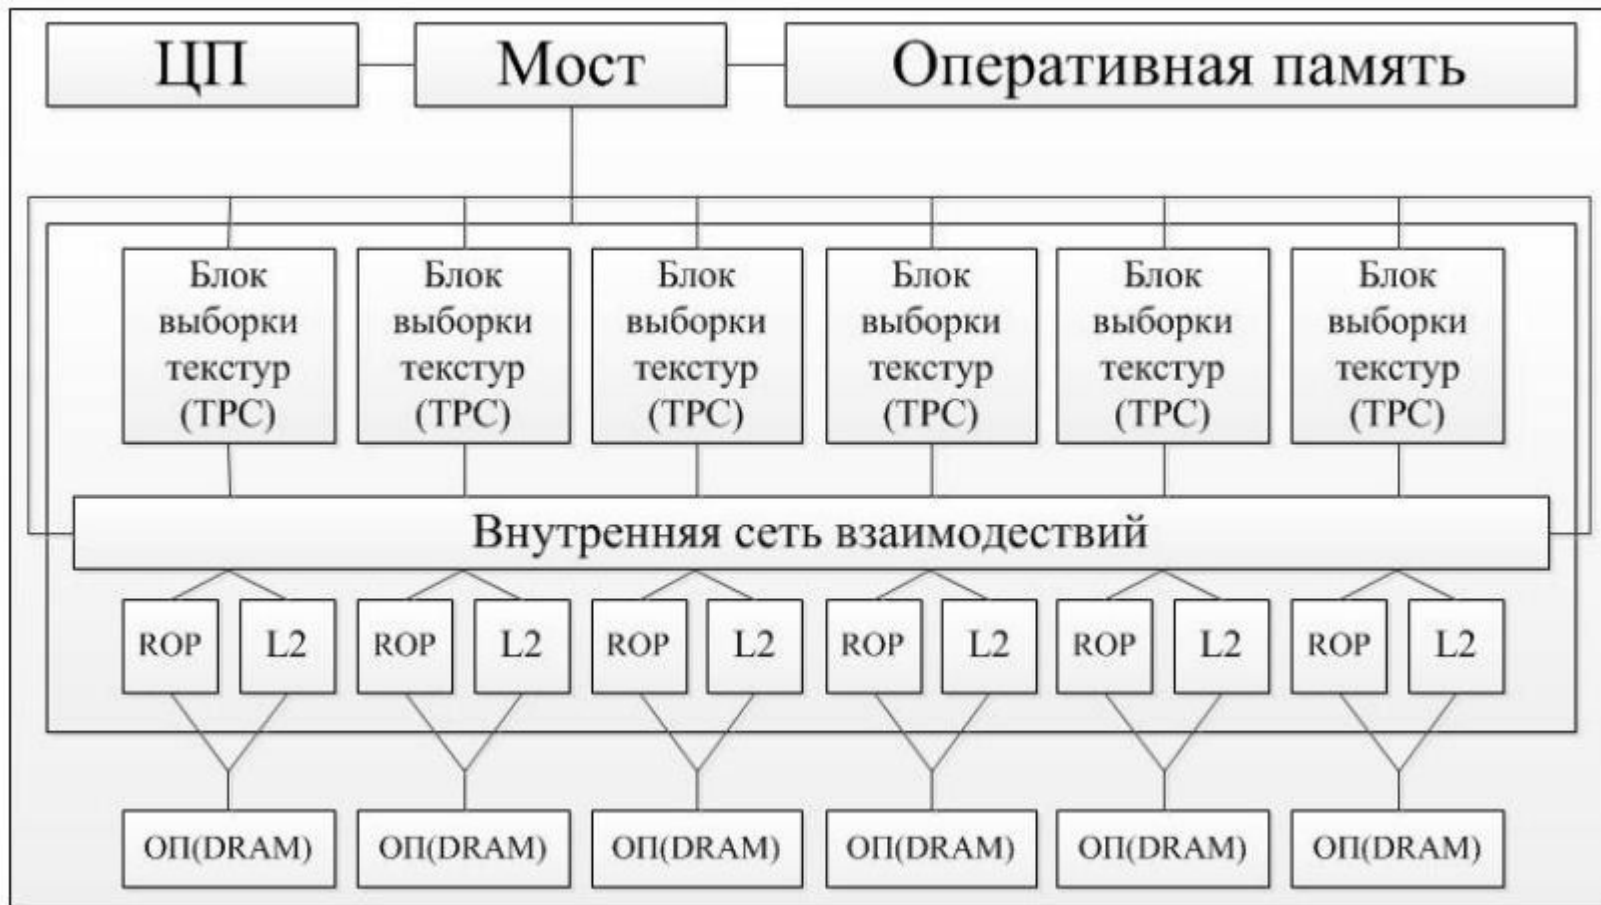 ЦП
Мост
Оперативная память
Блок
выборки
текстур
(TPC)
Блок
выборки
текстур
(TPC)
Блок
выборки
текстур
(TPC)
Блок
выборки
текстур
(TPC)
Блок
выборки
текстур
(TPC)
Блок
выборки
текстур
(TPC)
Внутренняя сеть взаимодествий
ROP
L2
ROP
L2
ROP
L2
ROP
L2
ROP
L2
ROP
L2
ОП(DRAM)
ОП(DRAM)
ОП(DRAM)
ОП(DRAM)
ОП(DRAM)
ОП(DRAM)